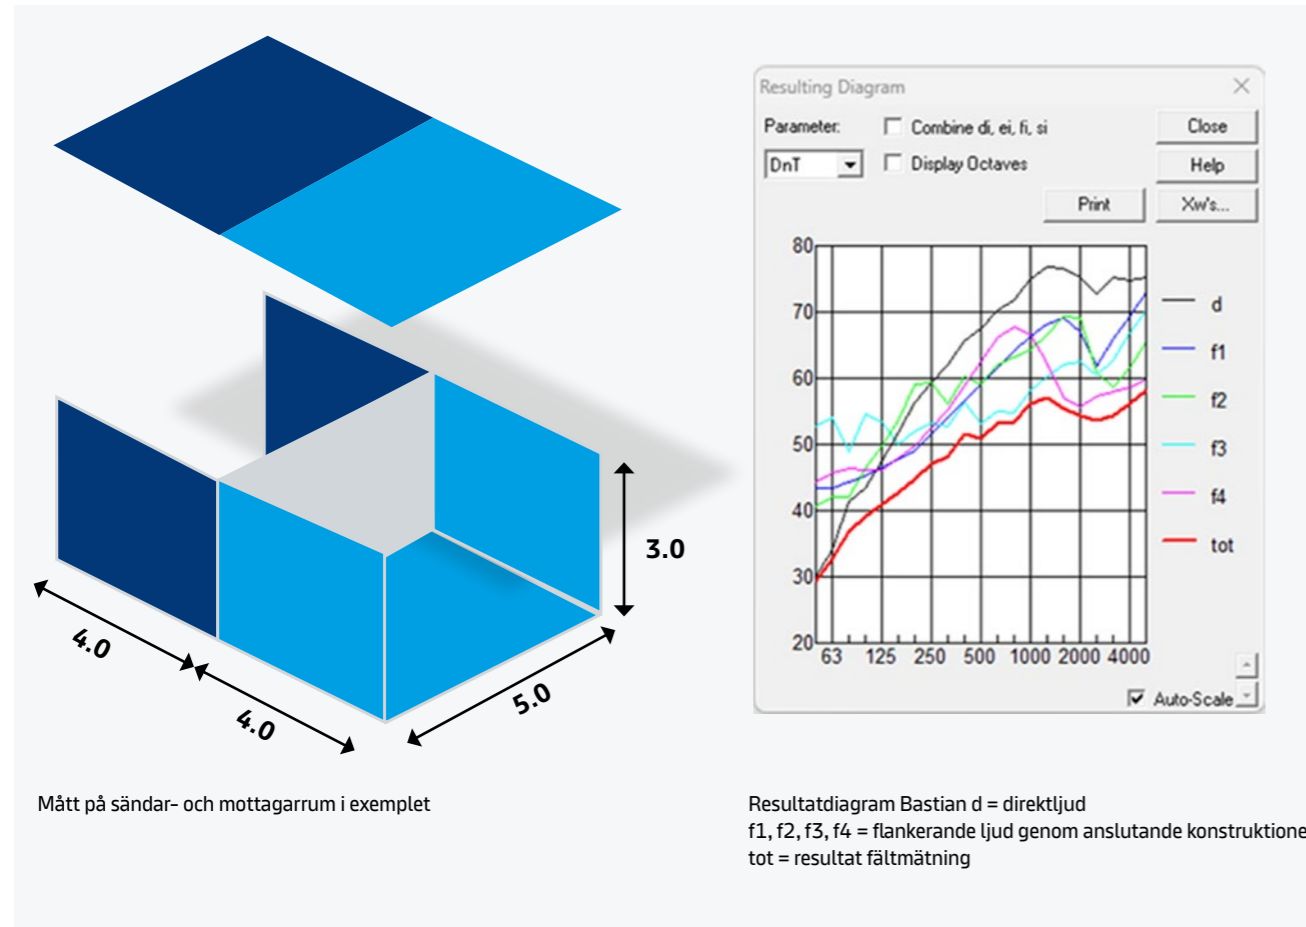 4.0
4.0
5.0
3.0
Mått på sändar- och mottagarrum i exemplet
Resulting Diagram
Parameter:
Combine di, ei, fi, si
Close
DnT
Display Octaves
Help
Print
Xw's...
80
70
60
50
40
30
20
63 125 250 500 1000 2000 4000
d
f1
f2
f3
f4
tot
Auto-Scale
Resultatdiagram Bastian d = direktljud
f1, f2, f3, f4 = flankerande ljud genom anslutande konstruktione
tot = resultat fältmätning